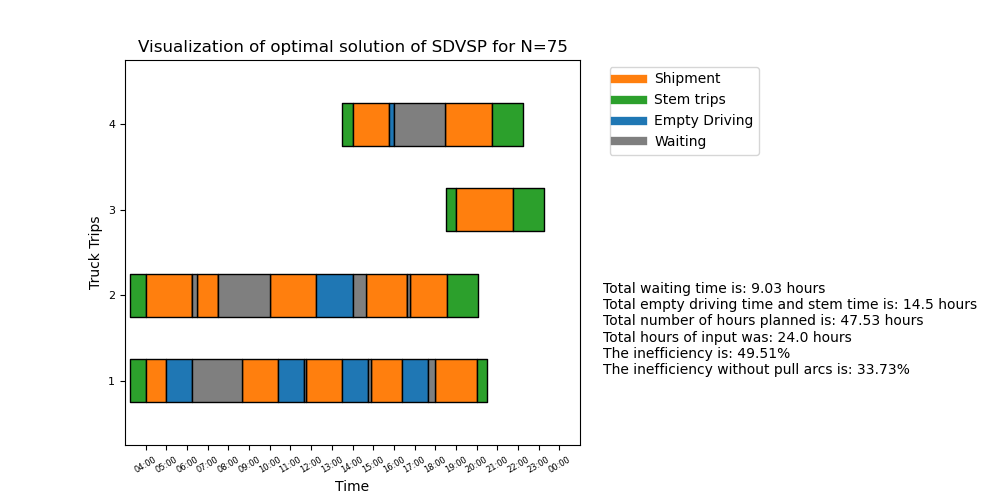 Visualization of optimal solution of SDVSP for N=75
Shipment
Stem trips
Empty Driving
Waiting
4
3
2
1
Truck Trips
Total waiting time is: 9.03 hours
Total empty driving time and stem time is: 14.5 hours
Total number of hours planned is: 47.53 hours
Total hours of input was: 24.0 hours
The inefficiency is: 49.51%
The inefficiency without pull arcs is: 33.73%
04:00 05:00 06:00 07:00 08:00 09:00 10:00 11:00 12:00 13:00 14:00 15:00 16:00 17:00 18:00 19:00 20:00 21:00 22:00 23:00 00:00
Time